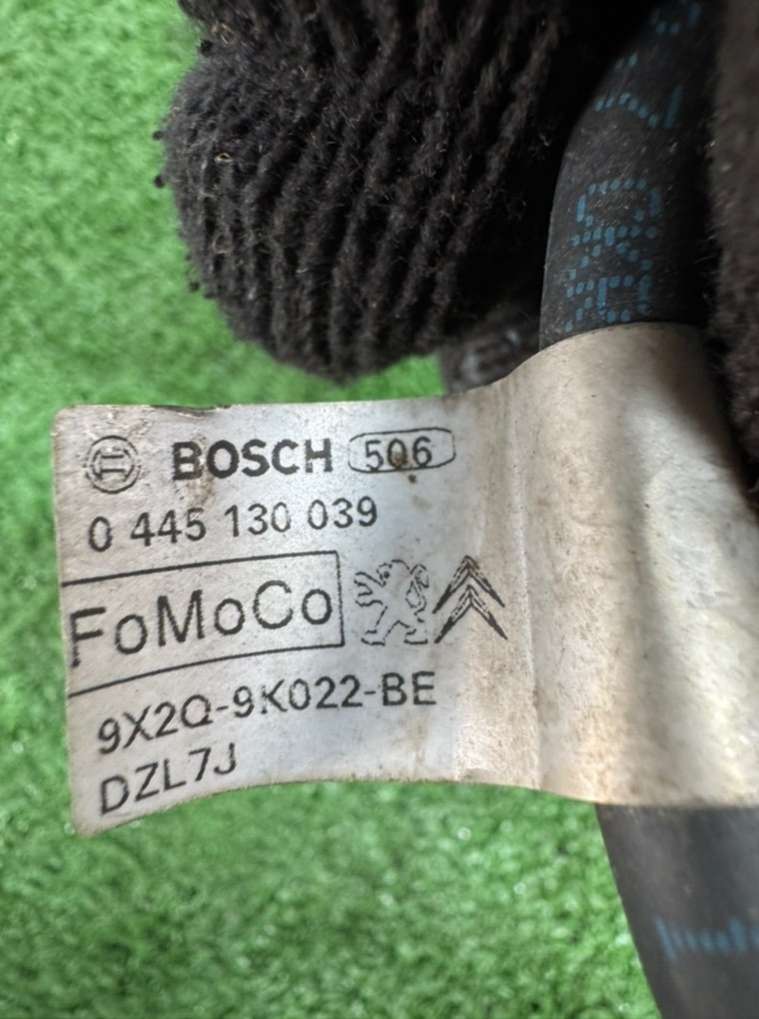 BOSCH 506
0 445 130 039
FoMoCo
9X2Q-9K022-BE
DZL7J